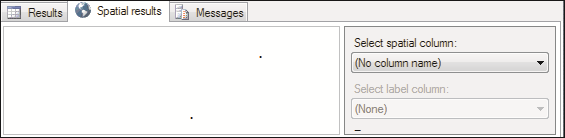 Results Spatial results Messages
Select spatial column:
(No column name)
Select label column:
(None)